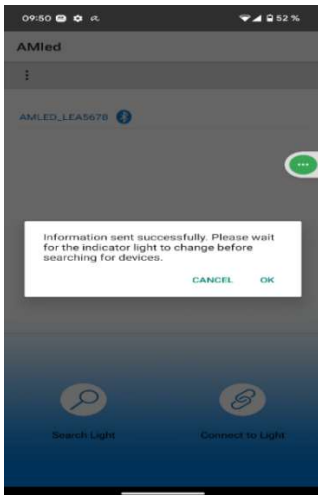 09:50 52 %
AMled
AMLED_LEA5678
Information sent successfully. Please wait
for the indicator light to change before
searching for devices.
CANCEL OK
Search Light Connect to Light